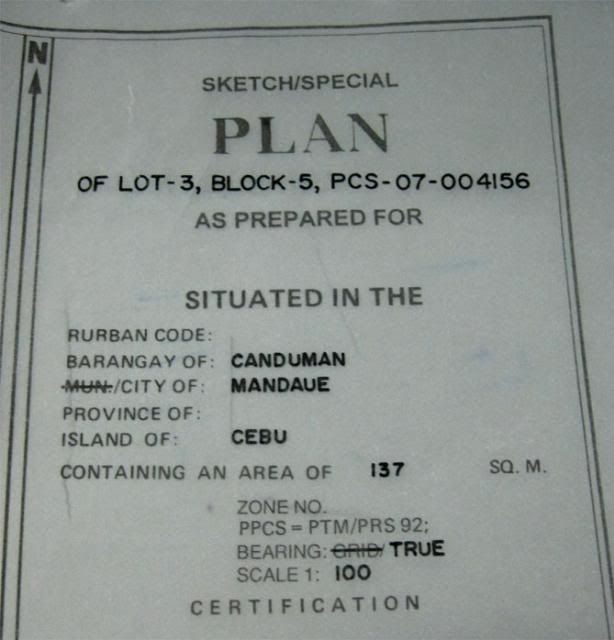 N
SKETCH/SPECIAL
PLAN
OF LOT-3, BLOCK-5, PCS-07-004156
AS PREPARED FOR
SITUATED IN THE
RURBAN CODE:
BARANGAY OF: CANDUMAN
MUN./CITY OF: MANDAUE
PROVINCE OF:
ISLAND OF: CEBU
CONTAINING AN AREA OF 137 SQ. M.
ZONE NO.
PPCS = PTM/PRS 92;
BEARING: GRID/ TRUE
SCALE 1: 100
CERTIFICATION